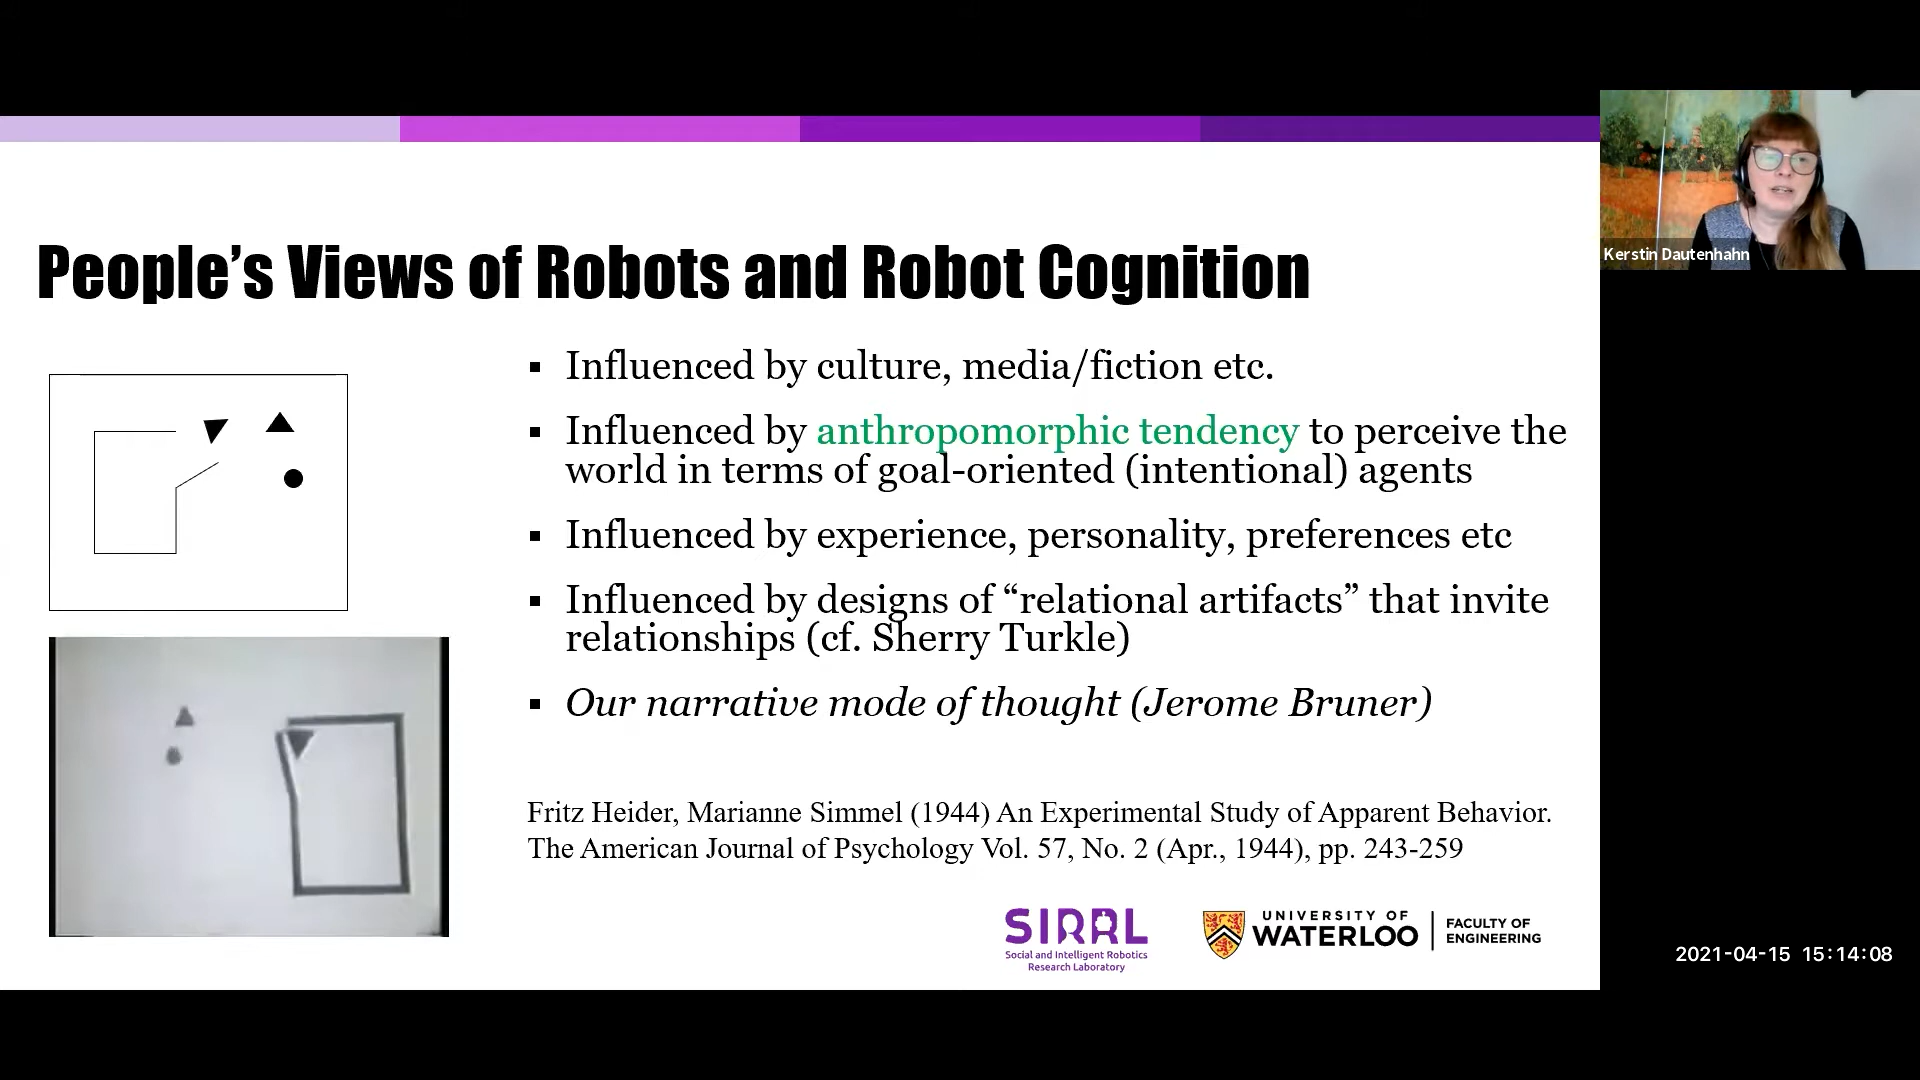 People's Views of Robots and Robot Cognition
Kerstin Dautenhahn
▪ Influenced by culture, media/fiction etc.
▪ Influenced by anthropomorphic tendency to perceive the
world in terms of goal-oriented (intentional) agents
▪ Influenced by experience, personality, preferences etc
▪ Influenced by designs of “relational artifacts” that invite
relationships (cf. Sherry Turkle)
▪ Our narrative mode of thought (Jerome Bruner)
Fritz Heider, Marianne Simmel (1944) An Experimental Study of Apparent Behavior.
The American Journal of Psychology Vol. 57, No. 2 (Apr., 1944), pp. 243-259
SIRRL
Social and Intelligent Robotics
Research Laboratory
UNIVERSITY OF
WATERLOO
FACULTY OF
ENGINEERING
2021-04-15 15:14:08